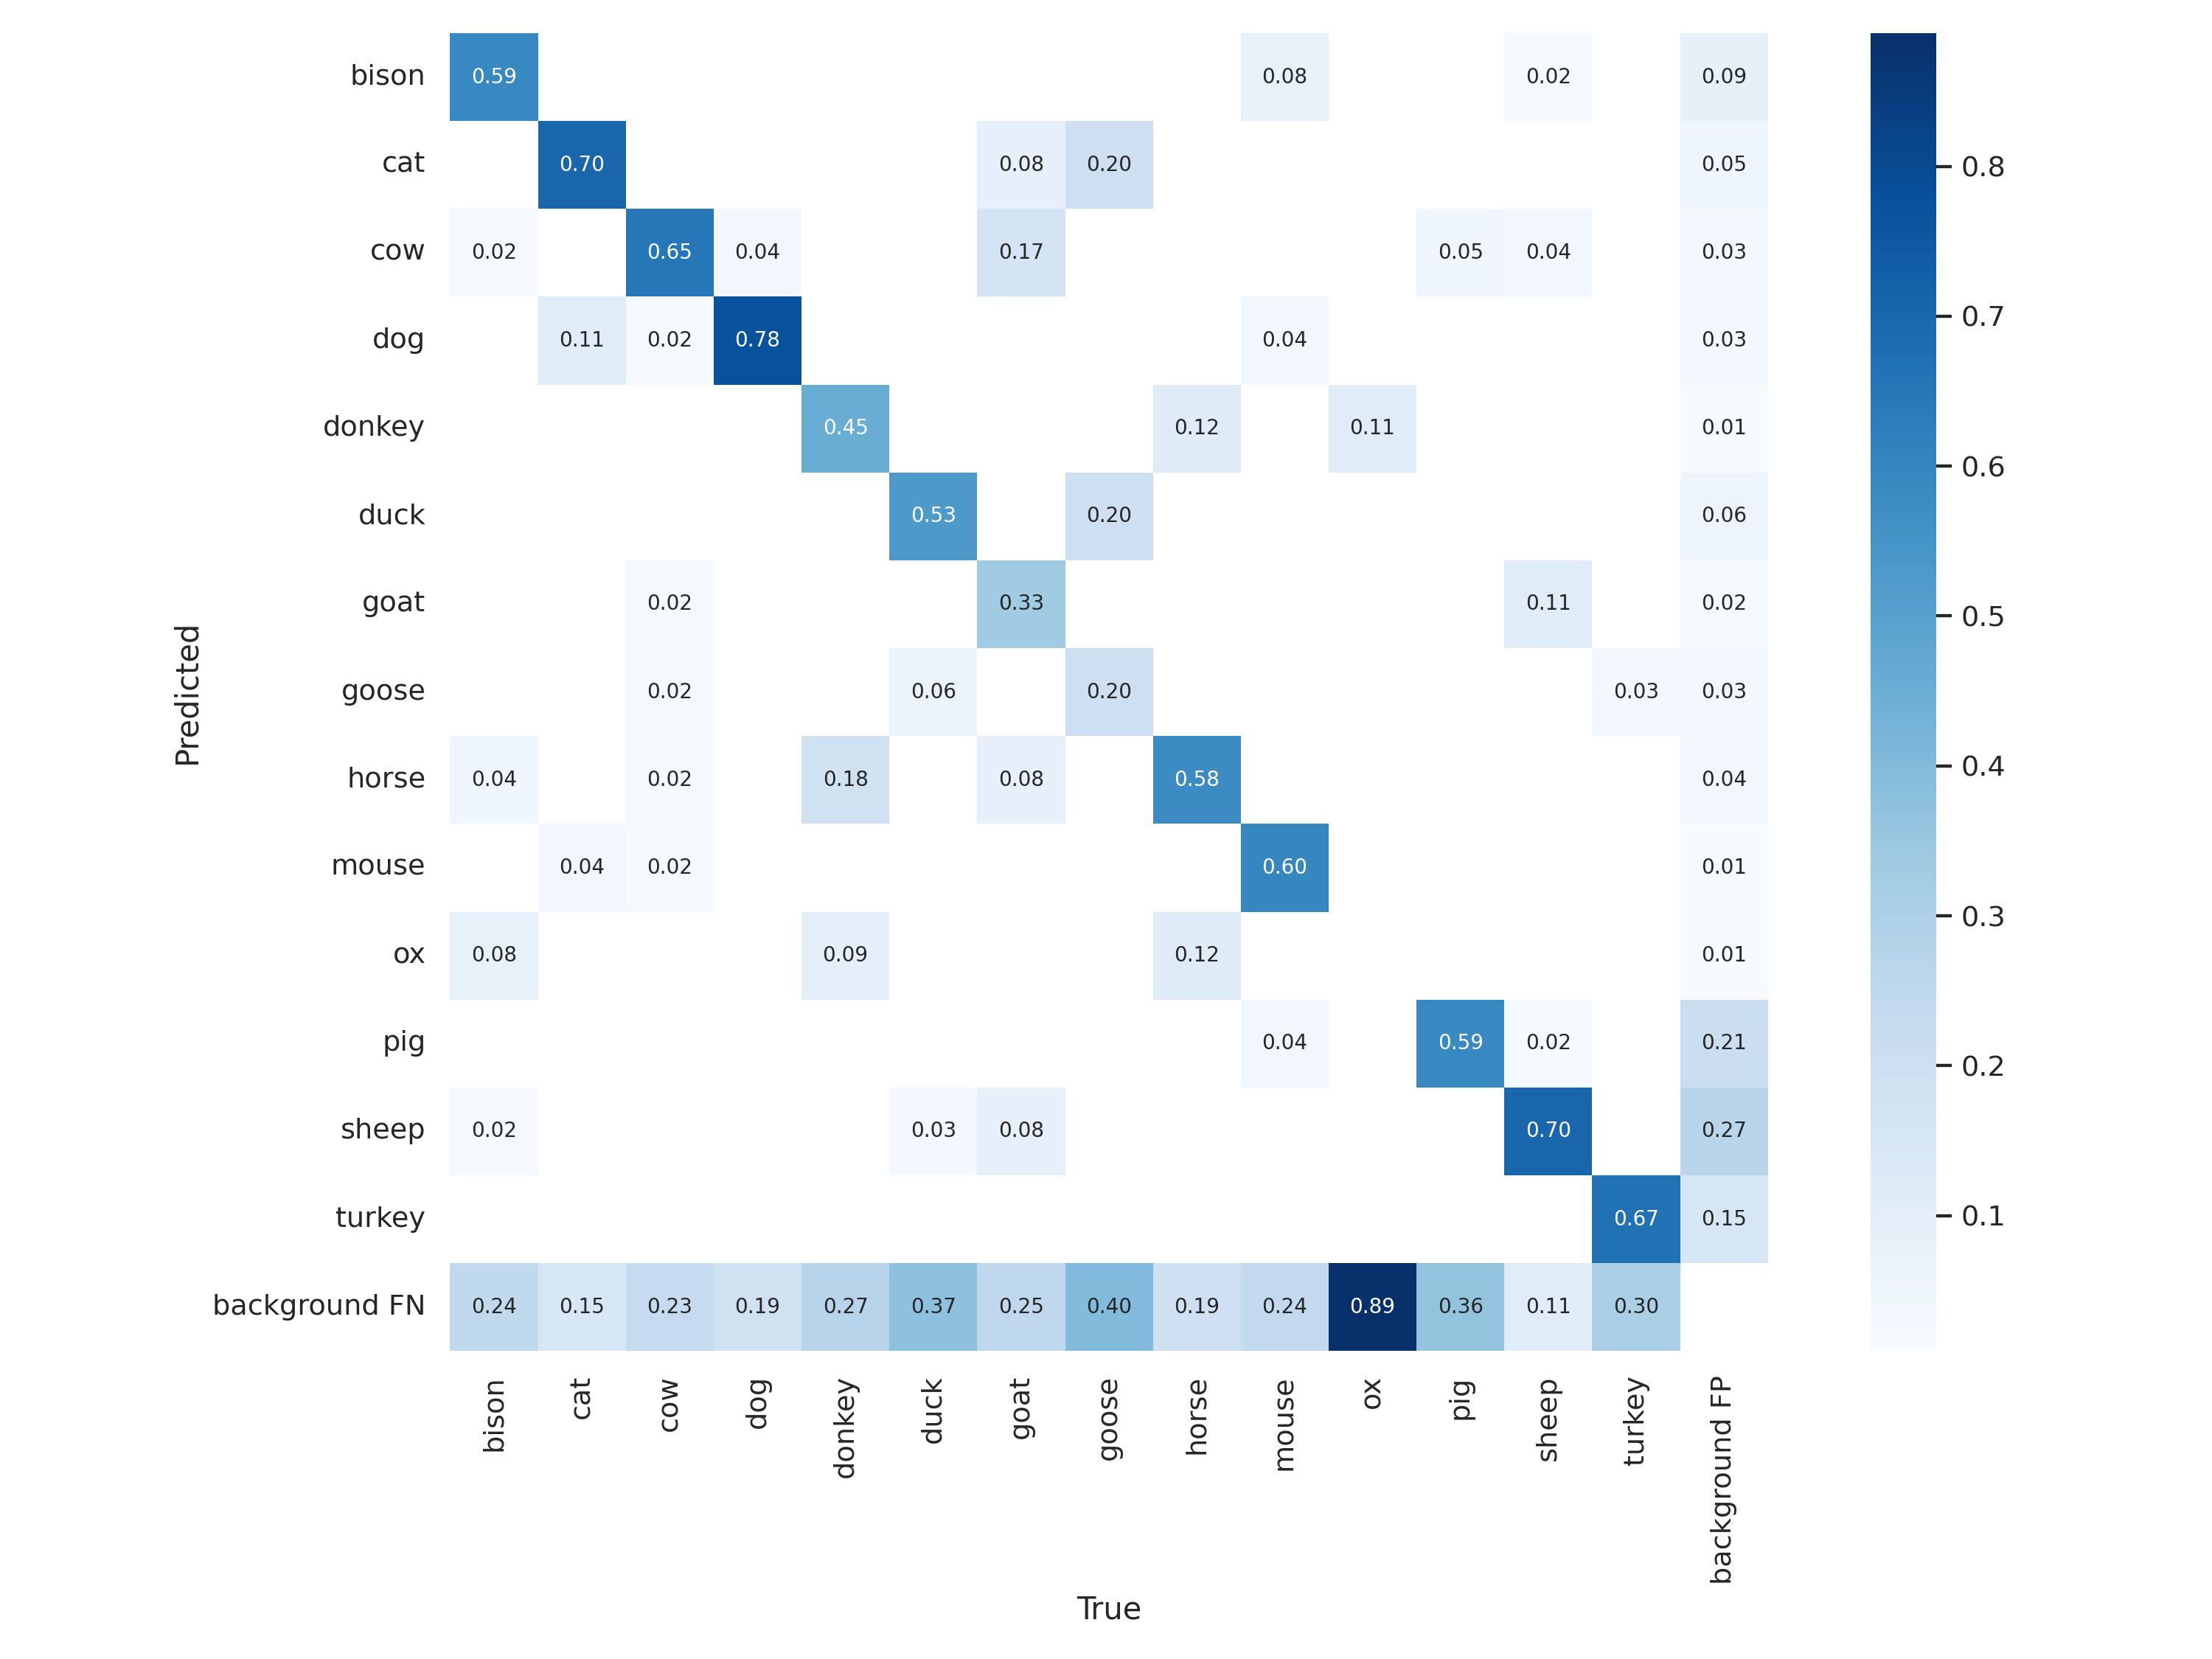 bison 0.59 0.08 0.02 0.09
cat 0.70 0.08 0.20 0.05
cow 0.02 0.65 0.04 0.17 0.05 0.04 0.03
dog 0.11 0.02 0.78 0.04 0.03
donkey 0.45 0.12 0.11 0.01
duck 0.53 0.20 0.06
goat 0.02 0.33 0.11 0.02
goose 0.02 0.06 0.20 0.03 0.03
horse 0.04 0.02 0.18 0.08 0.58 0.04
mouse 0.04 0.02 0.60 0.01
ox 0.08 0.09 0.12 0.01
pig 0.04 0.59 0.02 0.21
sheep 0.02 0.03 0.08 0.70 0.27
turkey 0.67 0.15
background FN 0.24 0.15 0.23 0.19 0.27 0.37 0.25 0.40 0.19 0.24 0.89 0.36 0.11 0.30
bison cat cow dog donkey duck goat goose horse mouse ox pig sheep turkey background FP
True
Predicted
0.8
0.7
0.6
0.5
0.4
0.3
0.2
0.1